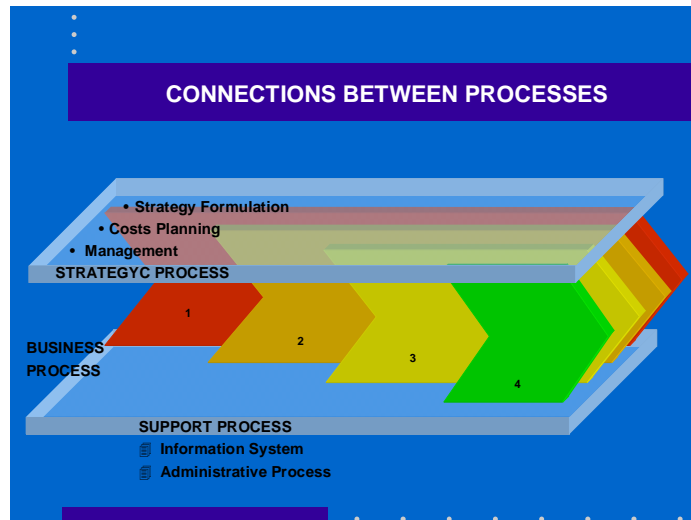 CONNECTIONS BETWEEN PROCESSES
• Strategy Formulation
• Costs Planning
• Management
STRATEGYC PROCESS
1
2
3
4
BUSINESS
PROCESS
SUPPORT PROCESS
Information System
Administrative Process